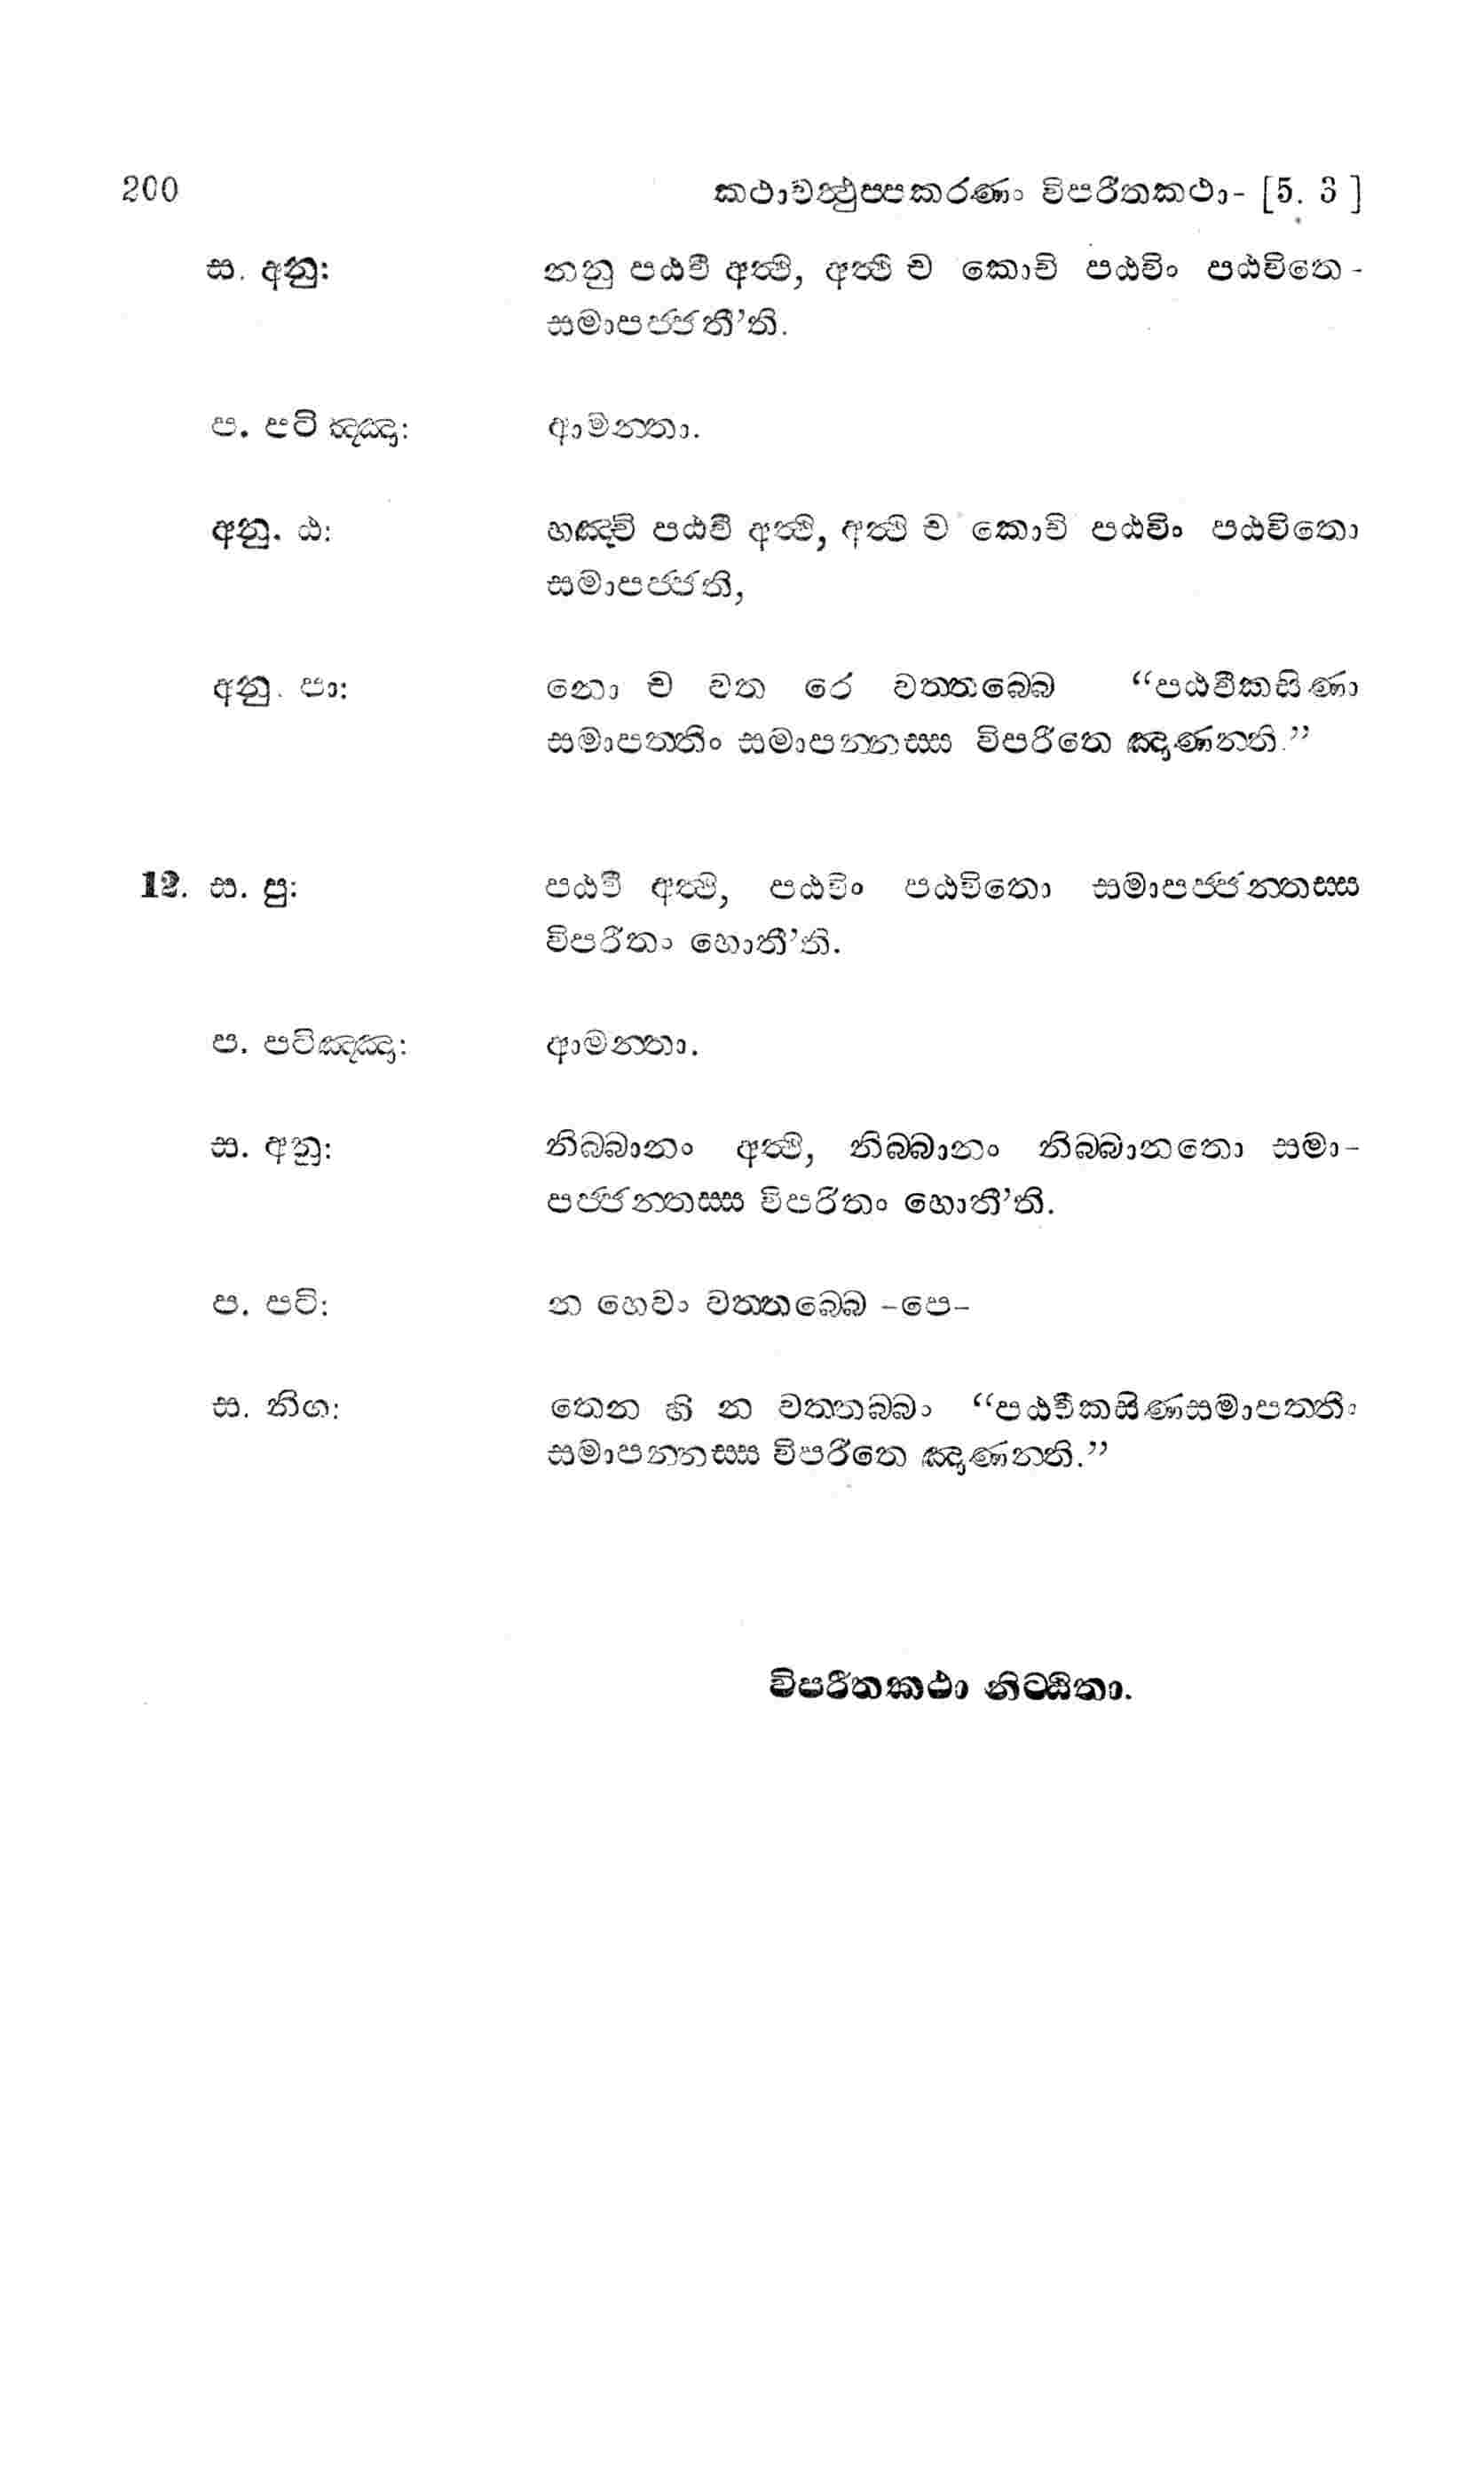 200 කථාවත්‍ථුප්පකරණං විපරීතකථා- [5. 3 ]
ස. අනු: නනු පඨවී අත්‍ථි, අත්‍ථි ච කොචි පඨවිං පඨවිතෙ -
සමාපජ්ජතී’ති.
ප. පටිඤ්ඤා: ආමන්තා.
අනු. ඨ: හඤ්චි පඨවී අත්‍ථි, අත්‍ථි ච කොචි පඨවිං පඨවිතො
සමාපජ්ජති,
අනු. පා: නො ච වත රෙ වත්තබ්බෙ “පඨවීකසිණා
සමාපත්තිං සමාපන්නස්ස විපරීතෙ ඤාණන්ති.”
12. ස. පු: පඨවී අත්‍ථි, පඨවිං පඨවිතො සමාපජ්ජන්තස්ස
විපරීතං හොතී’ති.
ප. පටිඤ්ඤා: ආමන්තා.
ස. අනු: නිබ්බානං අත්‍ථි, නිබ්බානං නිබ්බානතො සමා-
පජ්ජන්තස්ස විපරිතං හොතී’ති.
ප. පටි: න හෙවං වත්තබ්බෙ -පෙ-
ස. නිග: තෙන හි න වත්තබ්බං “පඨවීකසිණසමාපත්තිං
සමාපන්නස්ස විපරීතෙ ඤාණන්ති.”
විපරීතකථා නිට්ඨිතා.